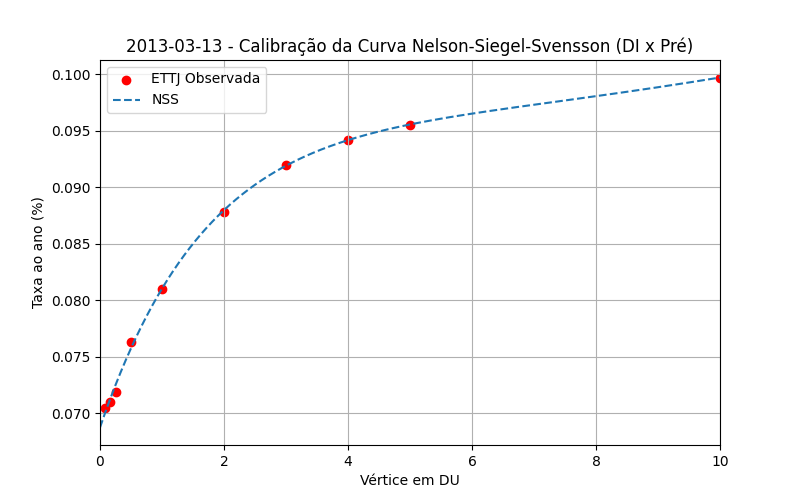 2013-03-13 - Calibração da Curva Nelson-Siegel-Svensson (DI x Pré)
ETTJ Observada
NSS
Taxa ao ano (%)
0.100
0.095
0.090
0.085
0.080
0.075
0.070
0 2 4 6 8 10
Vértice em DU